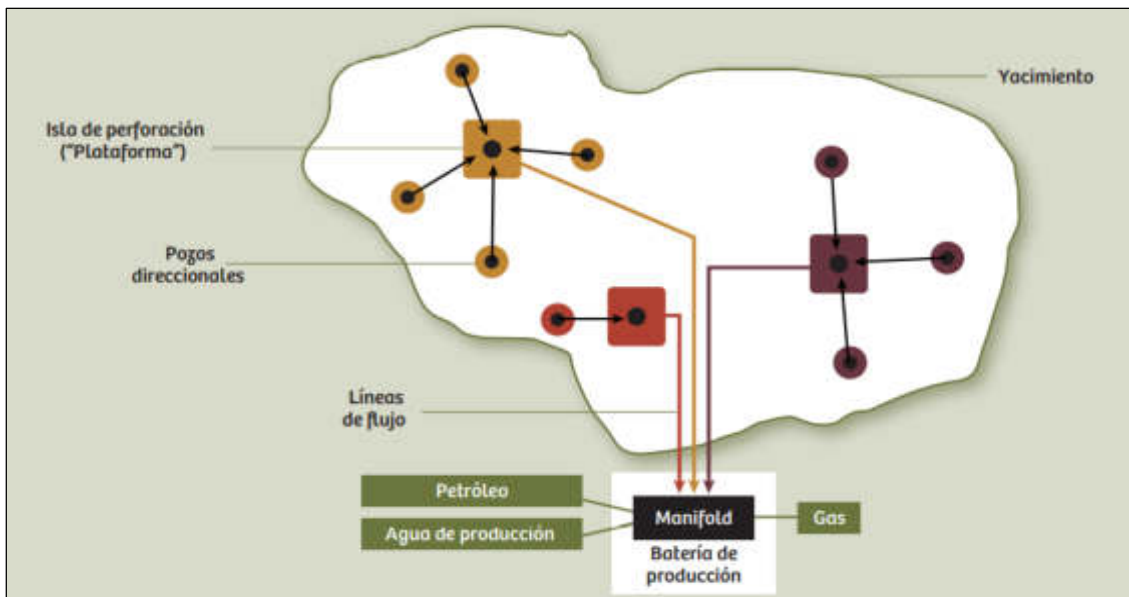 Yacimiento
Isla de perforación
("Plataforma")
Pozos
direccionales
Líneas
de flujo
Petróleo
Manifold
Gas
Agua de producción
Batería de
producción